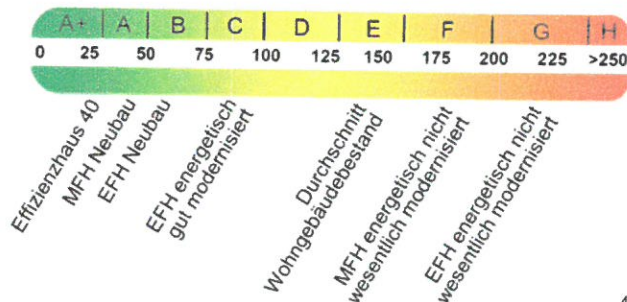 A+ A B C D E F G H
0 25 50 75 100 125 150 175 200 225 >250
Effizienzhaus 40
MFH Neubau
EFH Neubau
EFH energetisch
gut modernisiert
Durchschnitt
Wohngebäudebestand
MFH energetisch nicht
wesentlich modernisiert
EFH energetisch nicht
wesentlich modernisiert